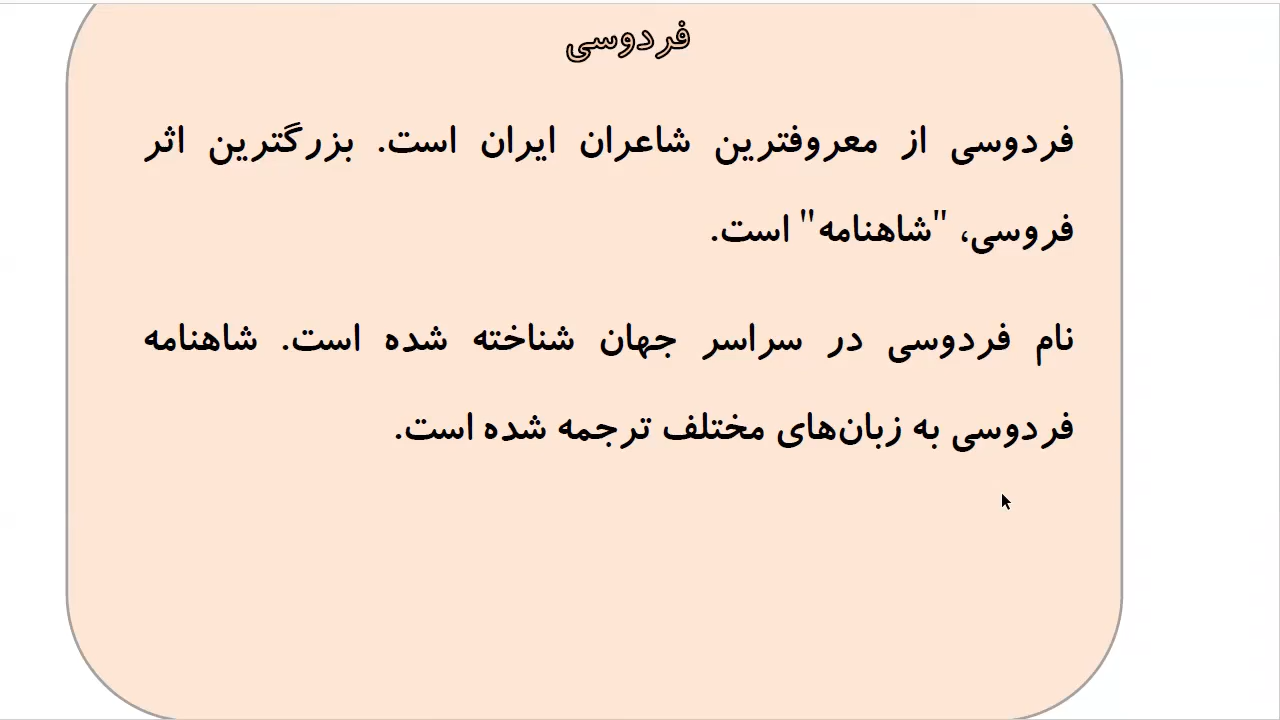 فردوسی
فردوسی از معروفترین شاعران ایران است. بزرگترین اثر
فروسی، "شاهنامه" است.
نام فردوسی در سراسر جهان شناخته شده است. شاهنامه
فردوسی به زبان‌های مختلف ترجمه شده است.